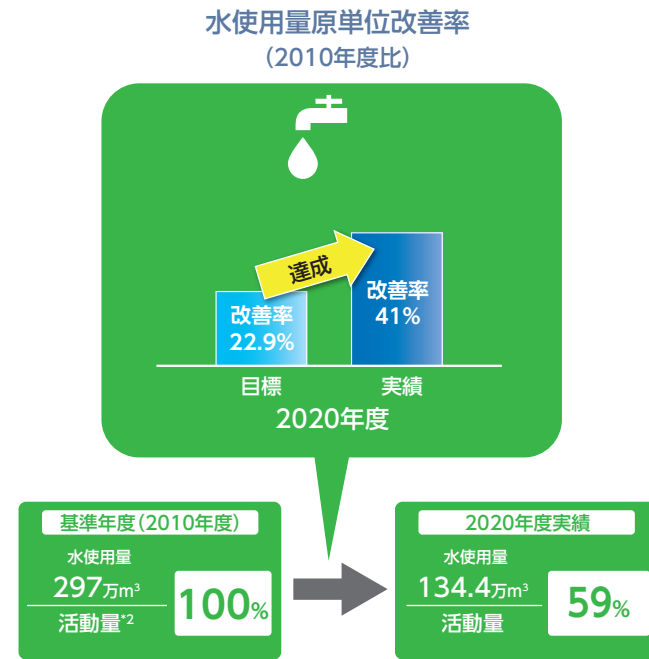 水使用量原単位改善率
(2010年度比)
達成
改善率
22.9%
改善率
41%
目標
実績
2020年度
基準年度(2010年度)
水使用量
297万m³
活動量*2
100%
2020年度実績
水使用量
134.4万m³
活動量
59%